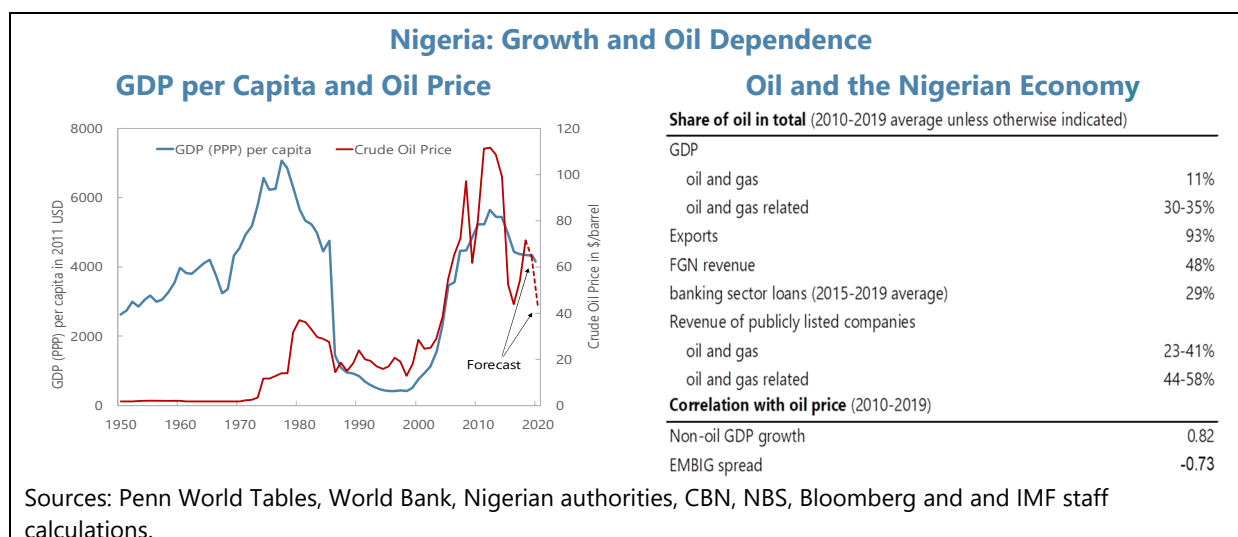 Nigeria: Growth and Oil Dependence
GDP per Capita and Oil Price
8000
6000
4000
2000
0
GDP (PPP) per capita in 2011 USD
GDP (PPP) per capita
Crude Oil Price
120
100
80
60
40
20
0
Crude Oil Price in $/barrel
Forecast
1950 1960 1970 1980 1990 2000 2010 2020
Oil and the Nigerian Economy
Share of oil in total (2010-2019 average unless otherwise indicated)
GDP
oil and gas 11%
oil and gas related 30-35%
Exports 93%
FGN revenue 48%
banking sector loans (2015-2019 average) 29%
Revenue of publicly listed companies
oil and gas 23-41%
oil and gas related 44-58%
Correlation with oil price (2010-2019)
Non-oil GDP growth 0.82
EMBIG spread -0.73
Sources: Penn World Tables, World Bank, Nigerian authorities, CBN, NBS, Bloomberg and and IMF staff
calculations.